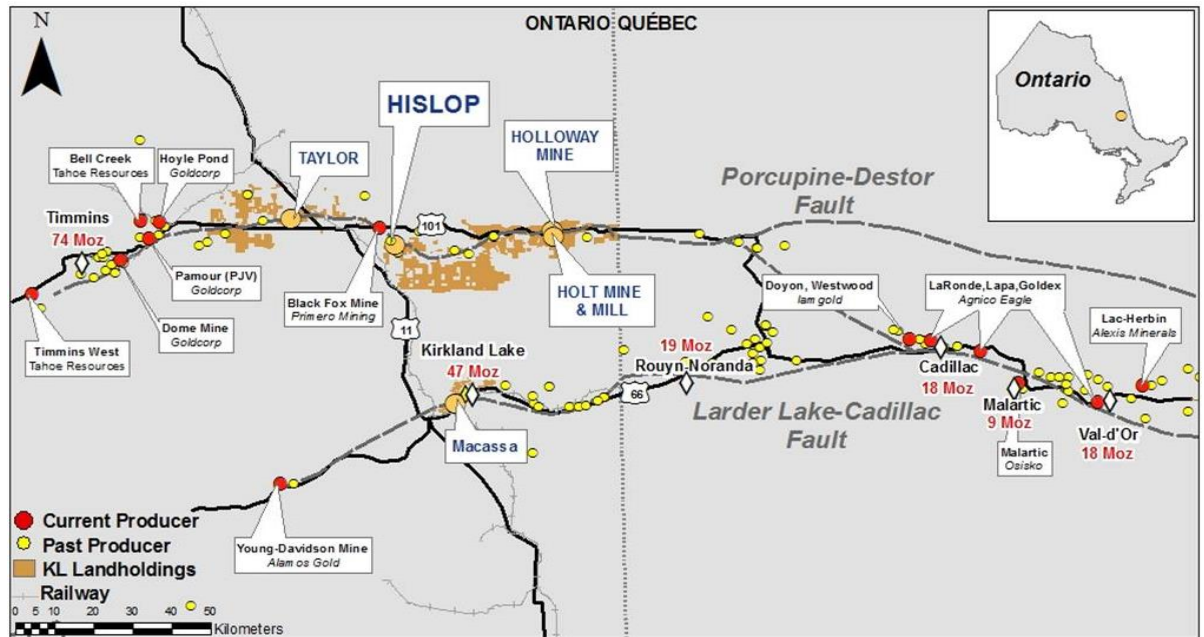 N
ONTARIO QUÉBEC
Ontario
HISLOP
HOLLOWAY
MINE
TAYLOR
Bell Creek
Tahoe Resources
Hoyle Pond
Goldcorp
Porcupine-Destor
Fault
Timmins
74 Moz
101
Pamour (PJV)
Goldcorp
Black Fox Mine
Primero Mining
HOLT MINE
& MILL
Doyon, Westwood
Iamgold
LaRonde,Lapa,Goldex
Agnico Eagle
Lac-Herbin
Alexis Minerals
Dome Mine
Goldcorp
11
Timmins West
Tahoe Resources
Kirkland Lake
47 Moz
19 Moz
Rouyn-Noranda
Cadillac
18 Moz
66
Larder Lake-Cadillac
Fault
Malartic
9 Moz
Val-d'Or
18 Moz
Macassa
Malartic
Osisko
Current Producer
Past Producer
KL Landholdings
Railway
Young-Davidson Mine
Alamos Gold
0 5 10 20 30 40 50
Kilometers